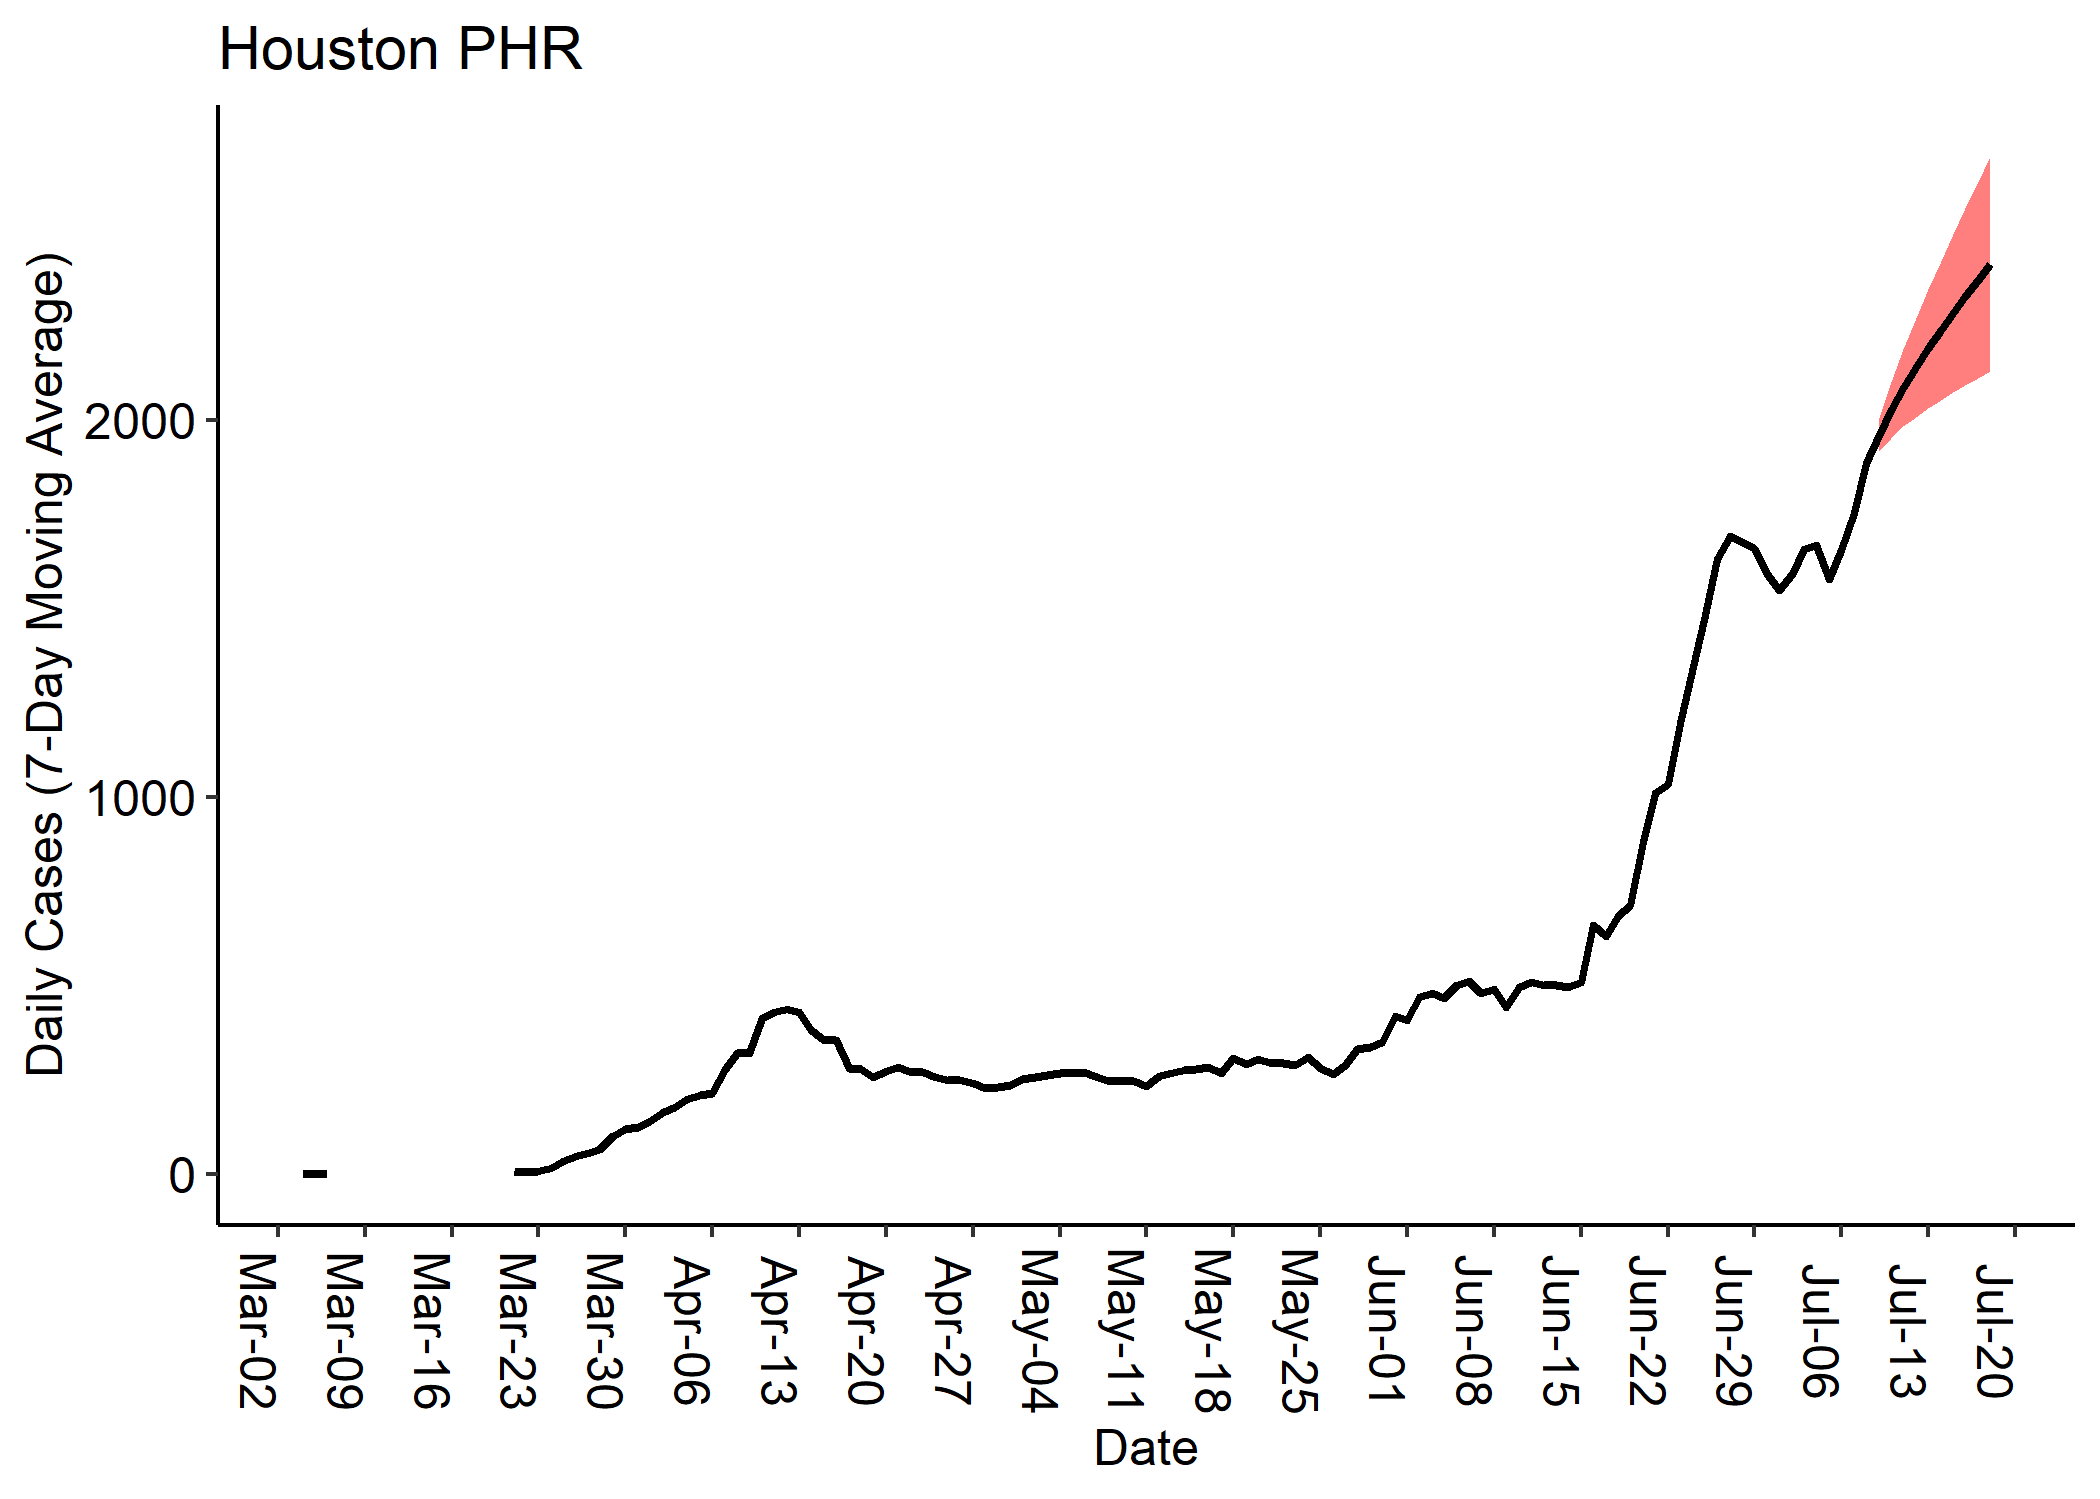 Houston PHR
Daily Cases (7-Day Moving Average)
2000
1000
0
Mar-02
Mar-09
Mar-16
Mar-23
Mar-30
Apr-06
Apr-13
Apr-20
Apr-27
May-04
May-11
May-18
May-25
Jun-01
Jun-08
Jun-15
Jun-22
Jun-29
Jul-06
Jul-13
Jul-20
Date